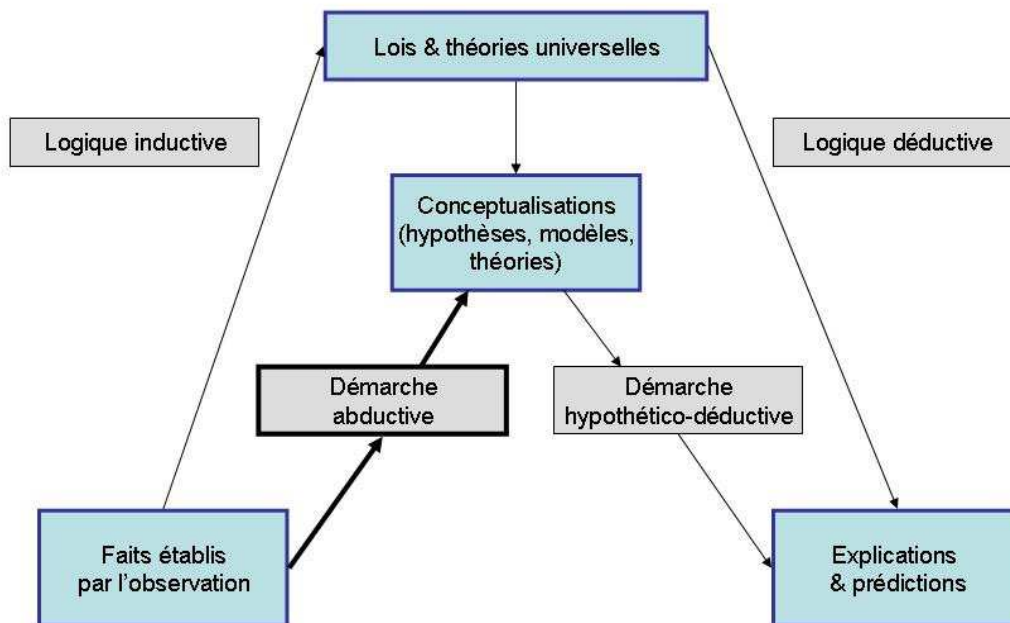 Lois & théories universelles
Logique inductive
Logique déductive
Conceptualisations
(hypothèses, modèles,
théories)
Démarche
abductive
Démarche
hypothético-déductive
Faits établis
par l'observation
Explications
& prédictions